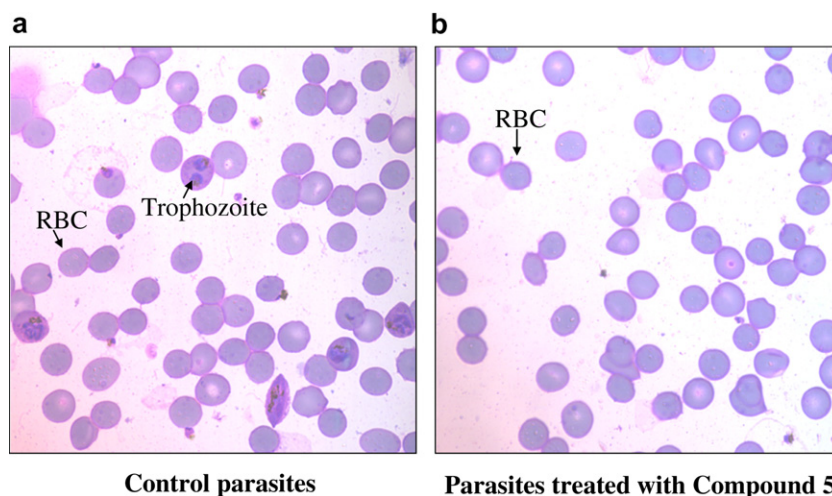 a
b
RBC
Trophozoite
RBC
Control parasites
Parasites treated with Compound 5